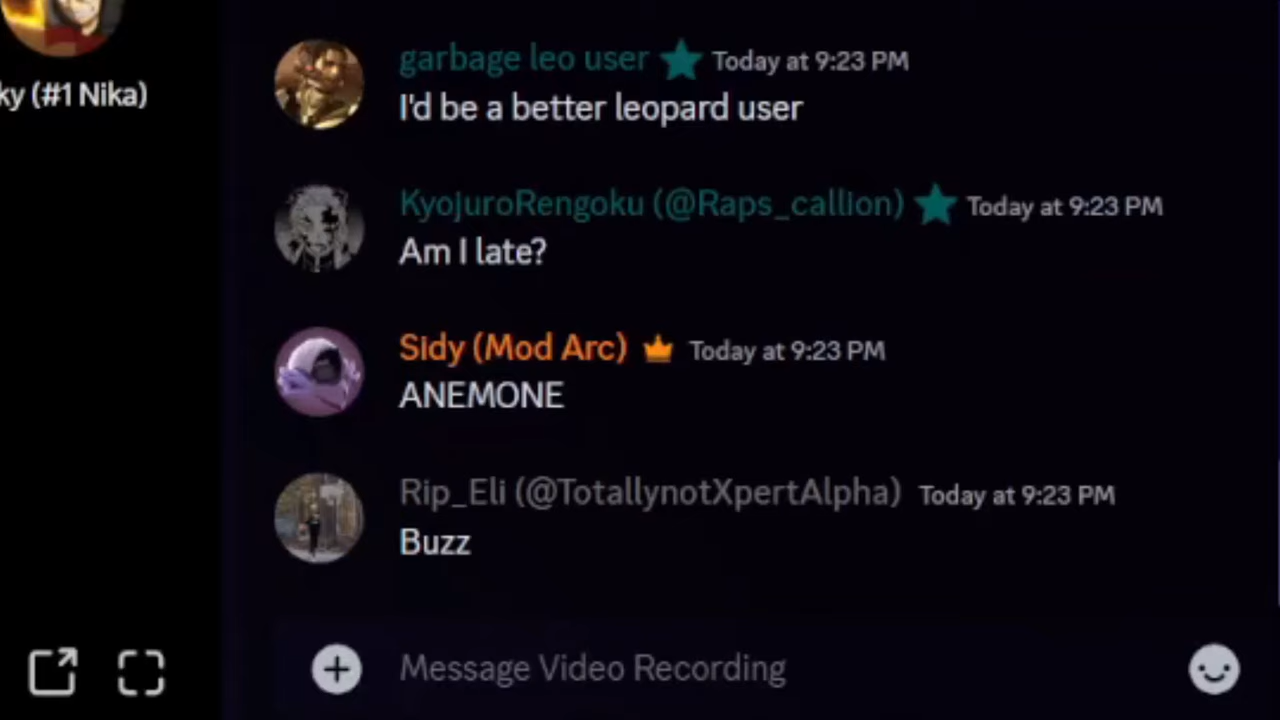 garbage leo user Today at 9:23 PM
I'd be a better leopard user
ky (#1 Nika)
KyojuroRengoku (@Raps_callion) Today at 9:23 PM
Am I late?
Sidy (Mod Arc) Today at 9:23 PM
ANEMONE
Rip_Eli (@TotallynotXpertAlpha) Today at 9:23 PM
Buzz
Message Video Recording